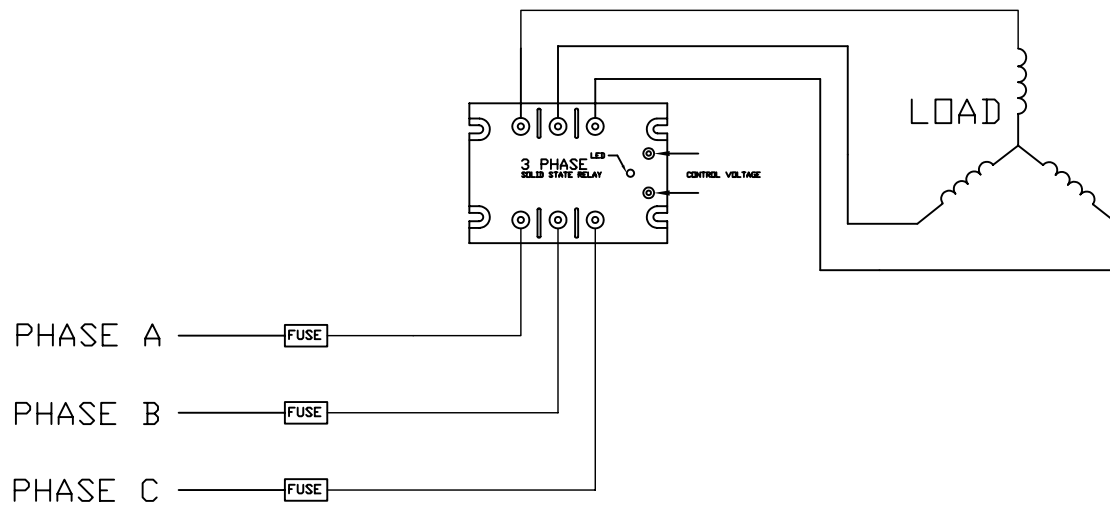 LOAD
LED
3 PHASE
SOLID STATE RELAY
CONTROL VOLTAGE
PHASE A
FUSE
PHASE B
FUSE
PHASE C
FUSE